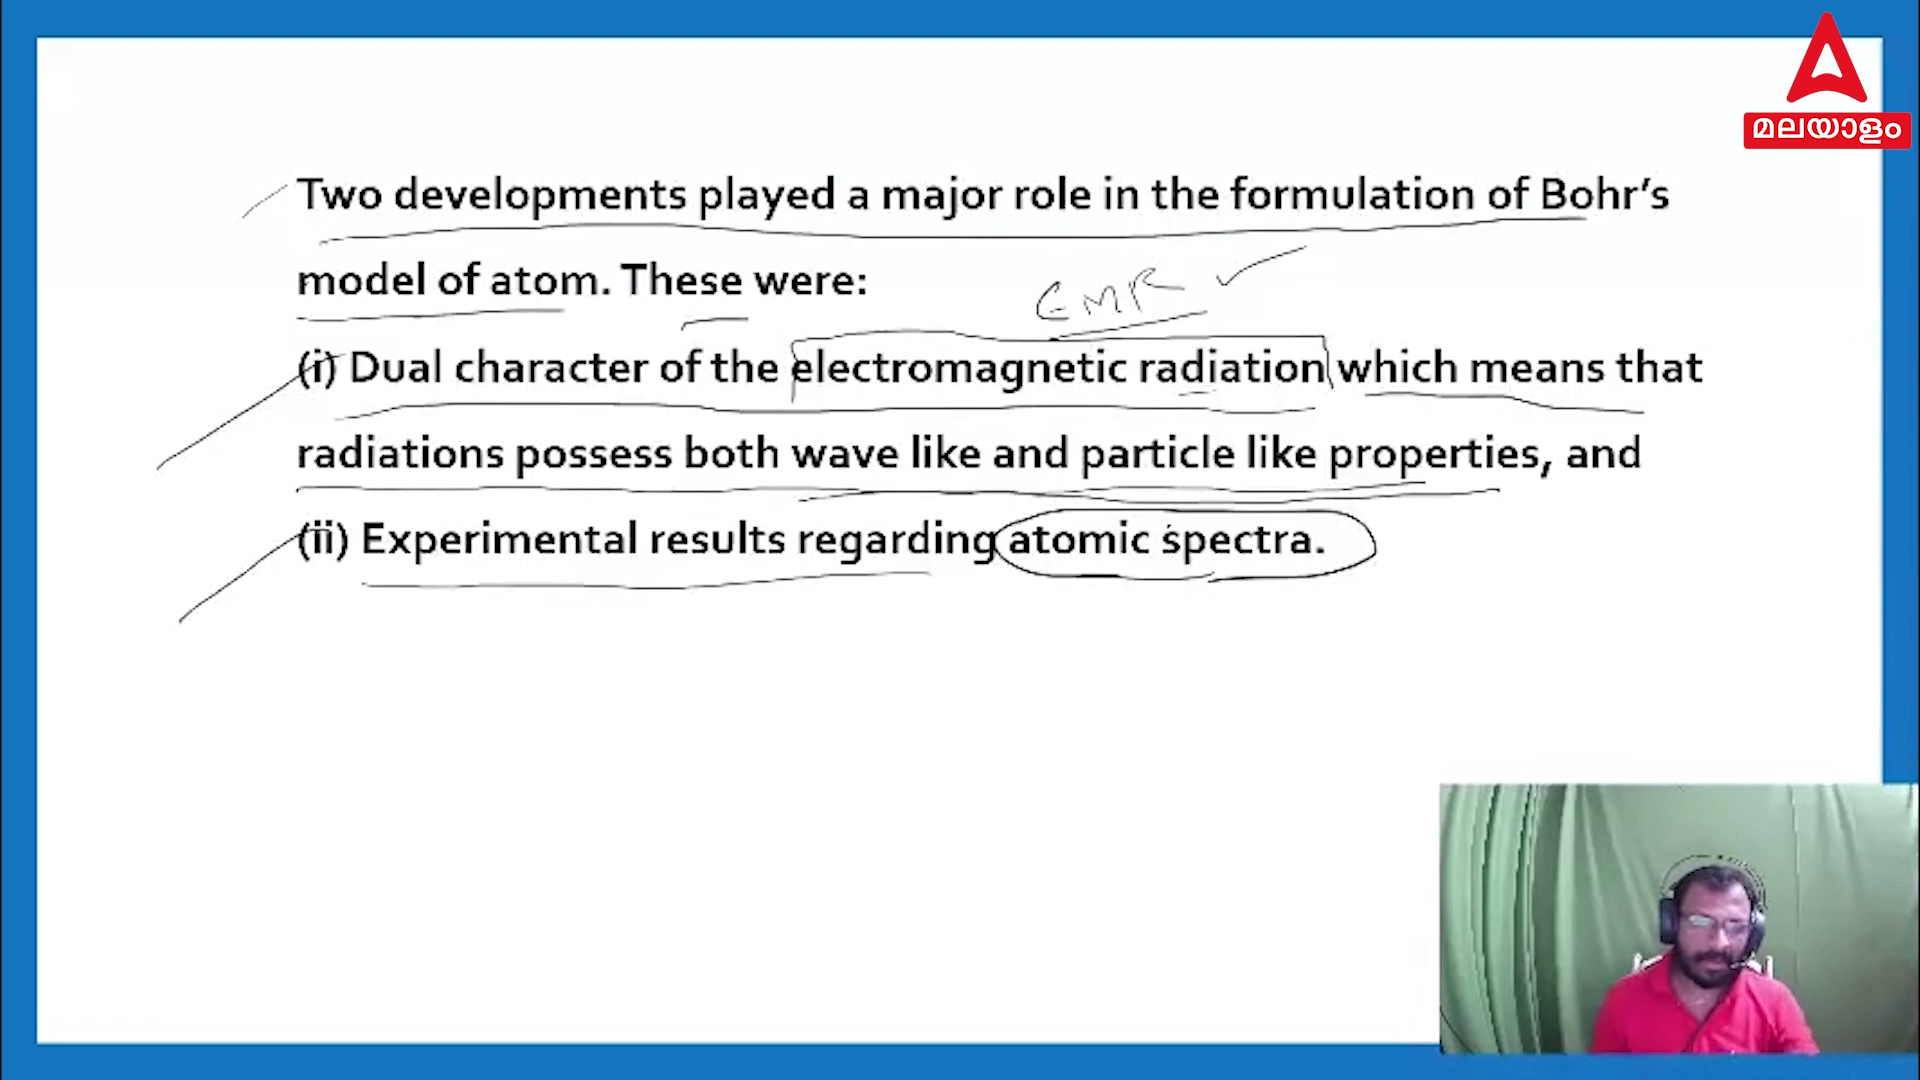 മലയാളം
Two developments played a major role in the formulation of Bohr's
model of atom. These were:
EMR
(i) Dual character of the electromagnetic radiation which means that
radiations possess both wave like and particle like properties, and
(ii) Experimental results regarding atomic spectra.